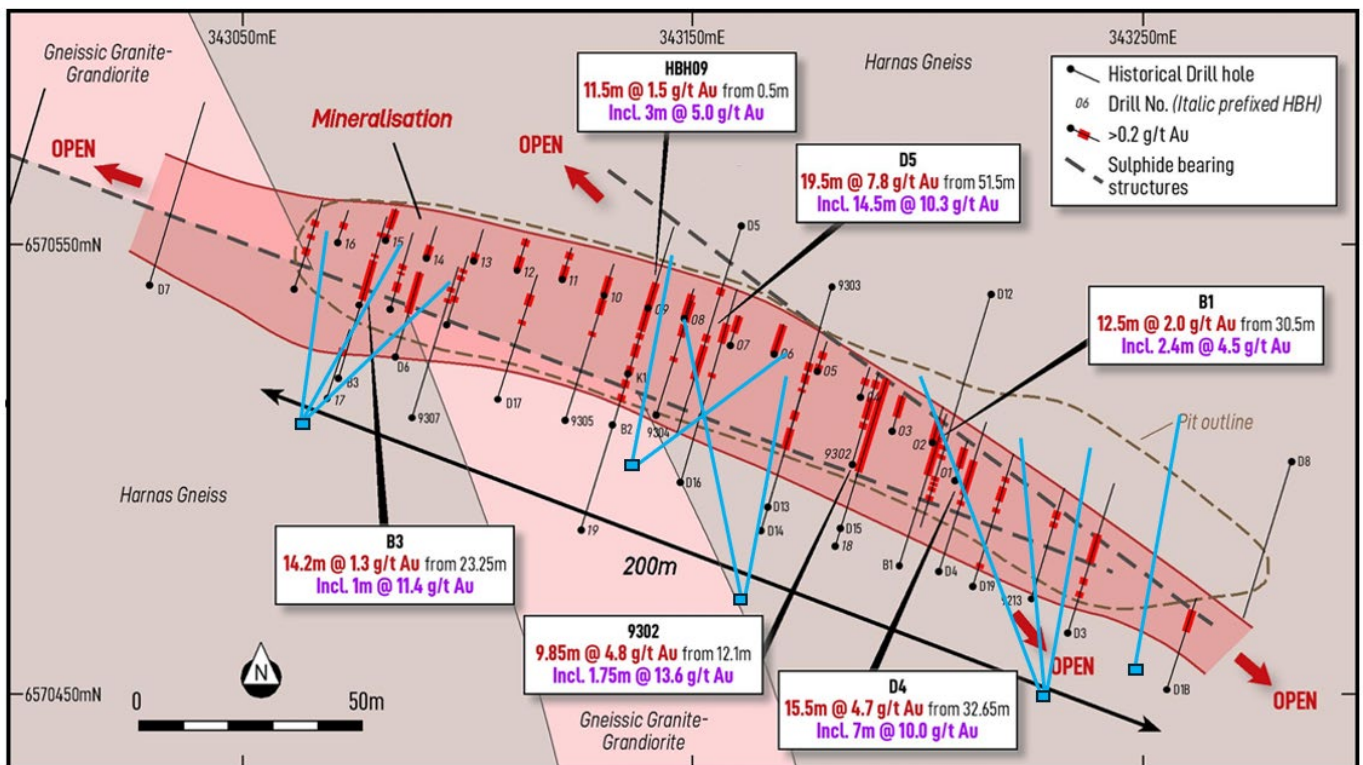 343050mE
343150mE
343250mE
Gneissic Granite-
Grandiorite
Harnas Gneiss
Historical Drill hole
06 Drill No. (Italic prefixed HBH)
>0.2 g/t Au
Sulphide bearing
structures
HBH09
11.5m @ 1.5 g/t Au from 0.5m
Incl. 3m @ 5.0 g/t Au
Mineralisation
OPEN
OPEN
D5
19.5m @ 7.8 g/t Au from 51.5m
Incl. 14.5m @ 10.3 g/t Au
6570550mN
D5
16
15
14
13
12
11
10
09
08
07
06
05
03
02
01
D7
9303
D12
B1
12.5m @ 2.0 g/t Au from 30.5m
Incl. 2.4m @ 4.5 g/t Au
D6
B3
17
9307
D17
9305
K1
B2
9304
9302
Pit outline
D8
D16
D13
D14
D15
18
19
B1
D4
D19
D3
D1B
Harnas Gneiss
B3
14.2m @ 1.3 g/t Au from 23.25m
Incl. 1m @ 11.4 g/t Au
200m
9302
9.85m @ 4.8 g/t Au from 12.1m
Incl. 1.75m @ 13.6 g/t Au
D4
15.5m @ 4.7 g/t Au from 32.65m
Incl. 7m @ 10.0 g/t Au
OPEN
OPEN
6570450mN
N
0
50m
Gneissic Granite-
Grandiorite